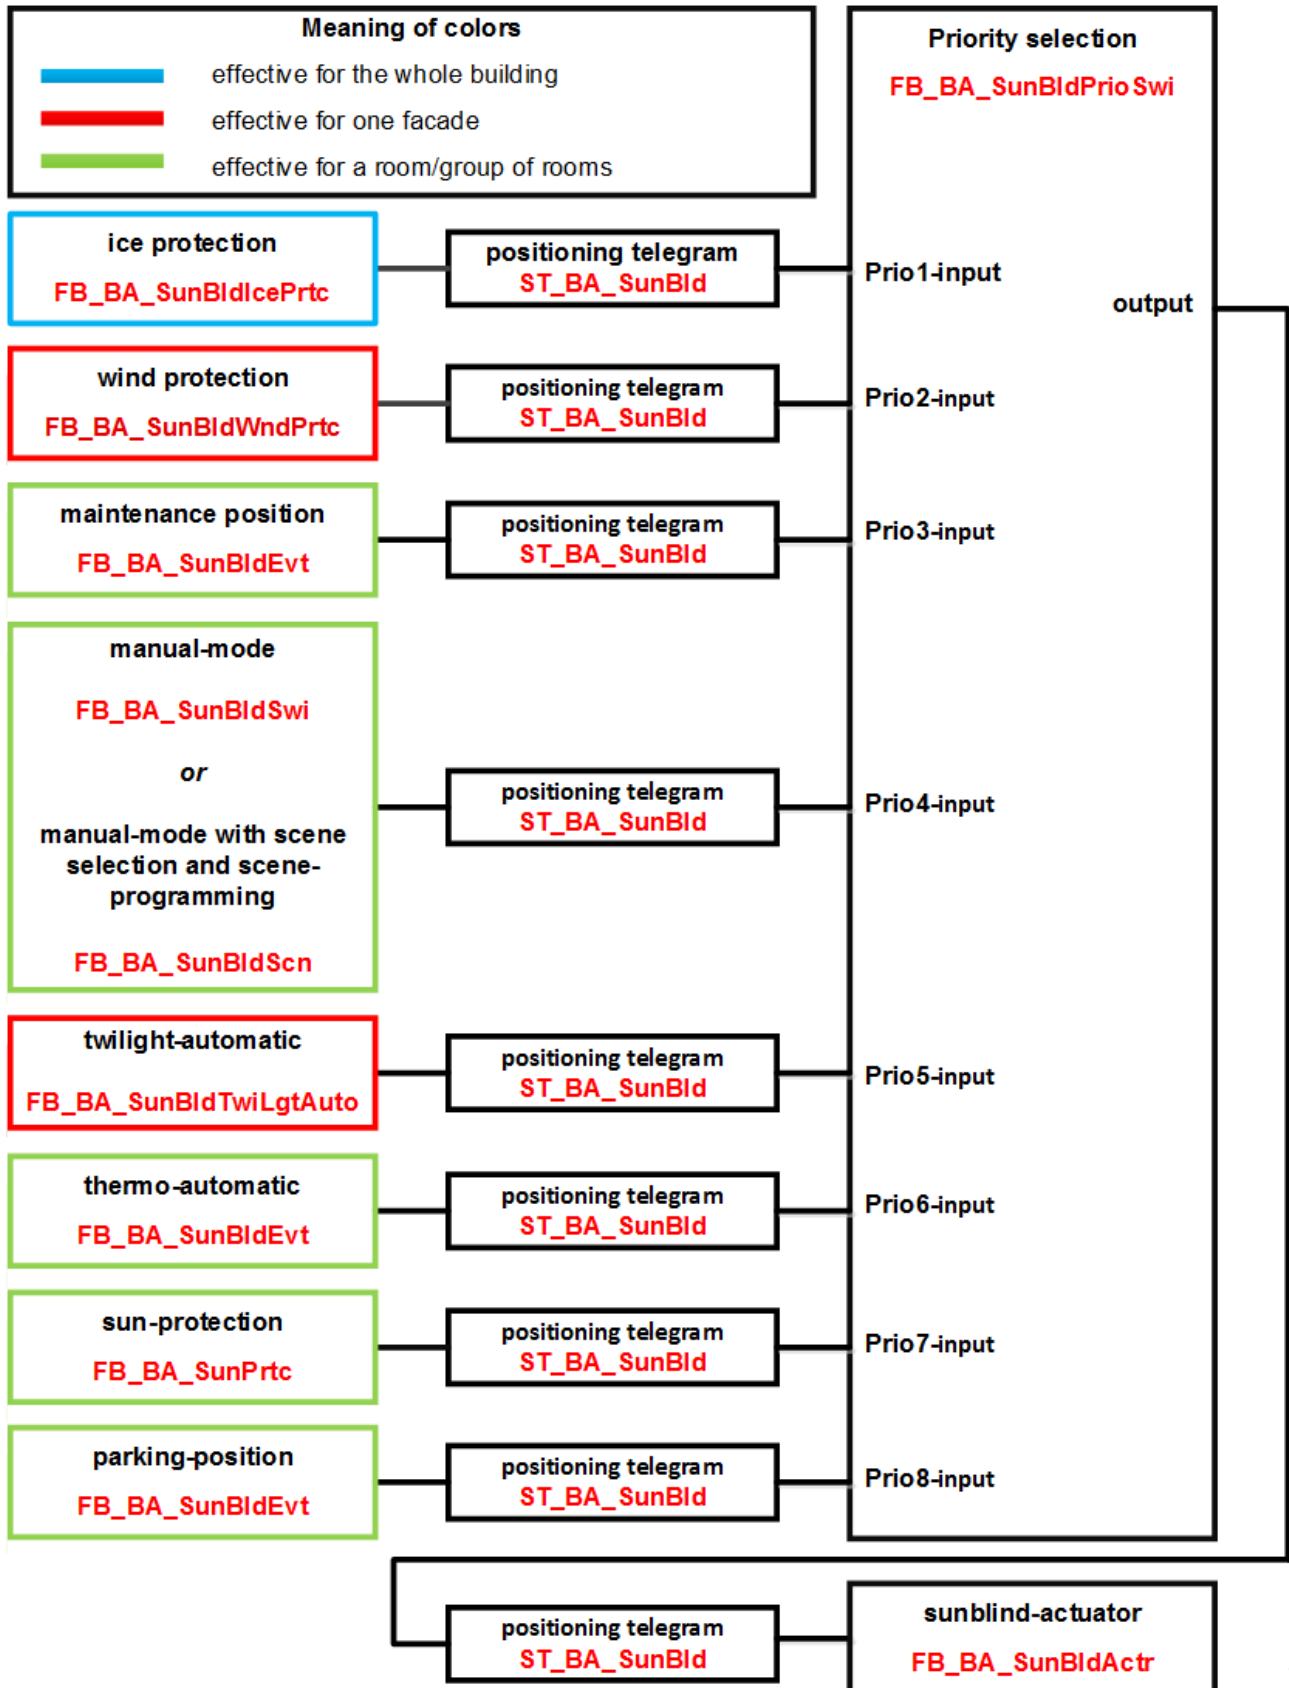 Meaning of colors
effective for the whole building
effective for one facade
effective for a room/group of rooms
Priority selection
FB_BA_SunBldPrioSwi
ice protection
FB_BA_SunBldIcePrtc
positioning telegram
ST_BA_SunBld
Prio1-input
output
wind protection
FB_BA_SunBldWndPrtc
positioning telegram
ST_BA_SunBld
Prio2-input
maintenance position
FB_BA_SunBldEvt
positioning telegram
ST_BA_SunBld
Prio3-input
manual-mode
FB_BA_SunBldSwi
or
manual-mode with scene
selection and scene-
programming
FB_BA_SunBldScn
positioning telegram
ST_BA_SunBld
Prio4-input
twilight-automatic
FB_BA_SunBldTwiLgtAuto
positioning telegram
ST_BA_SunBld
Prio5-input
thermo-automatic
FB_BA_SunBldEvt
positioning telegram
ST_BA_SunBld
Prio6-input
sun-protection
FB_BA_SunPrtc
positioning telegram
ST_BA_SunBld
Prio7-input
parking-position
FB_BA_SunBldEvt
positioning telegram
ST_BA_SunBld
Prio8-input
positioning telegram
ST_BA_SunBld
sunblind-actuator
FB_BA_SunBldActr